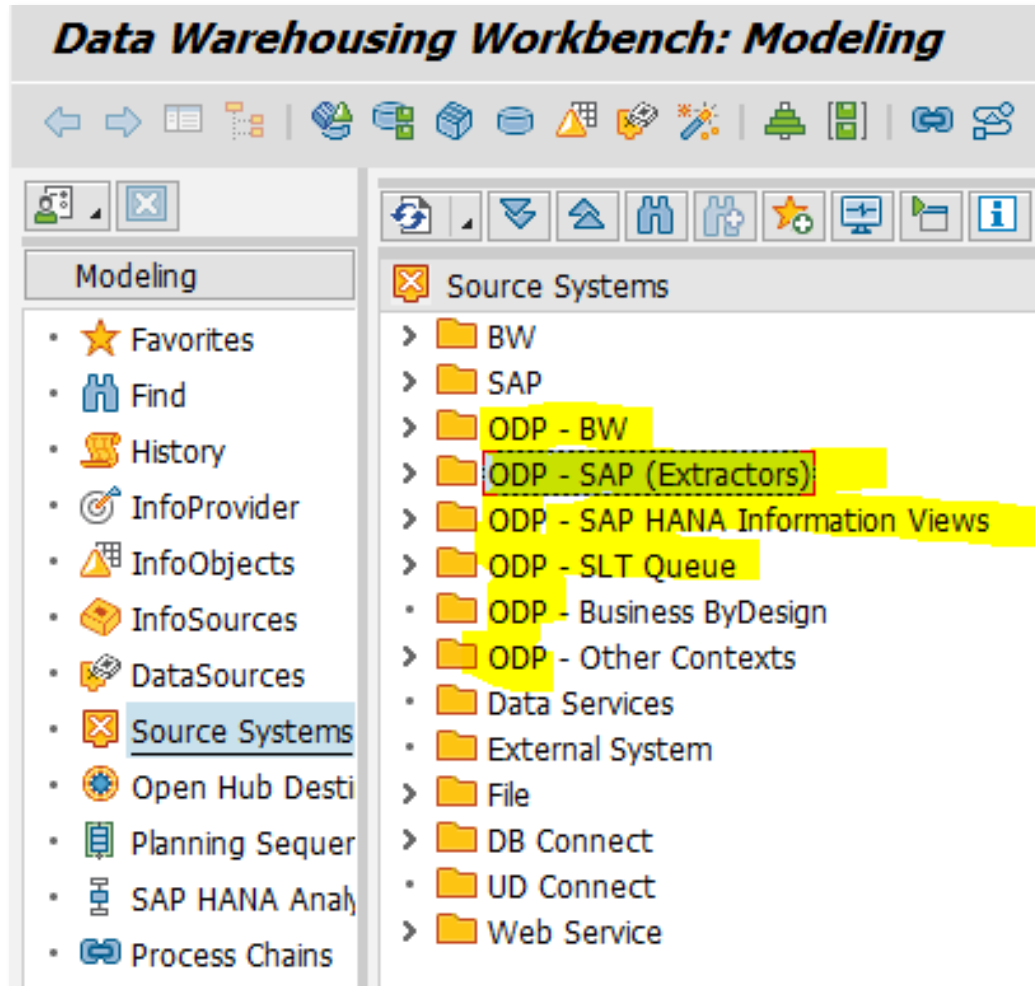 Data Warehousing Workbench: Modeling
Modeling
Favorites
Find
History
InfoProvider
InfoObjects
InfoSources
DataSources
Source Systems
Open Hub Desti
Planning Sequer
SAP HANA Analy
Process Chains
Source Systems
BW
SAP
ODP - BW
ODP - SAP (Extractors)
ODP - SAP HANA Information Views
ODP - SLT Queue
ODP - Business ByDesign
ODP - Other Contexts
Data Services
External System
File
DB Connect
UD Connect
Web Service